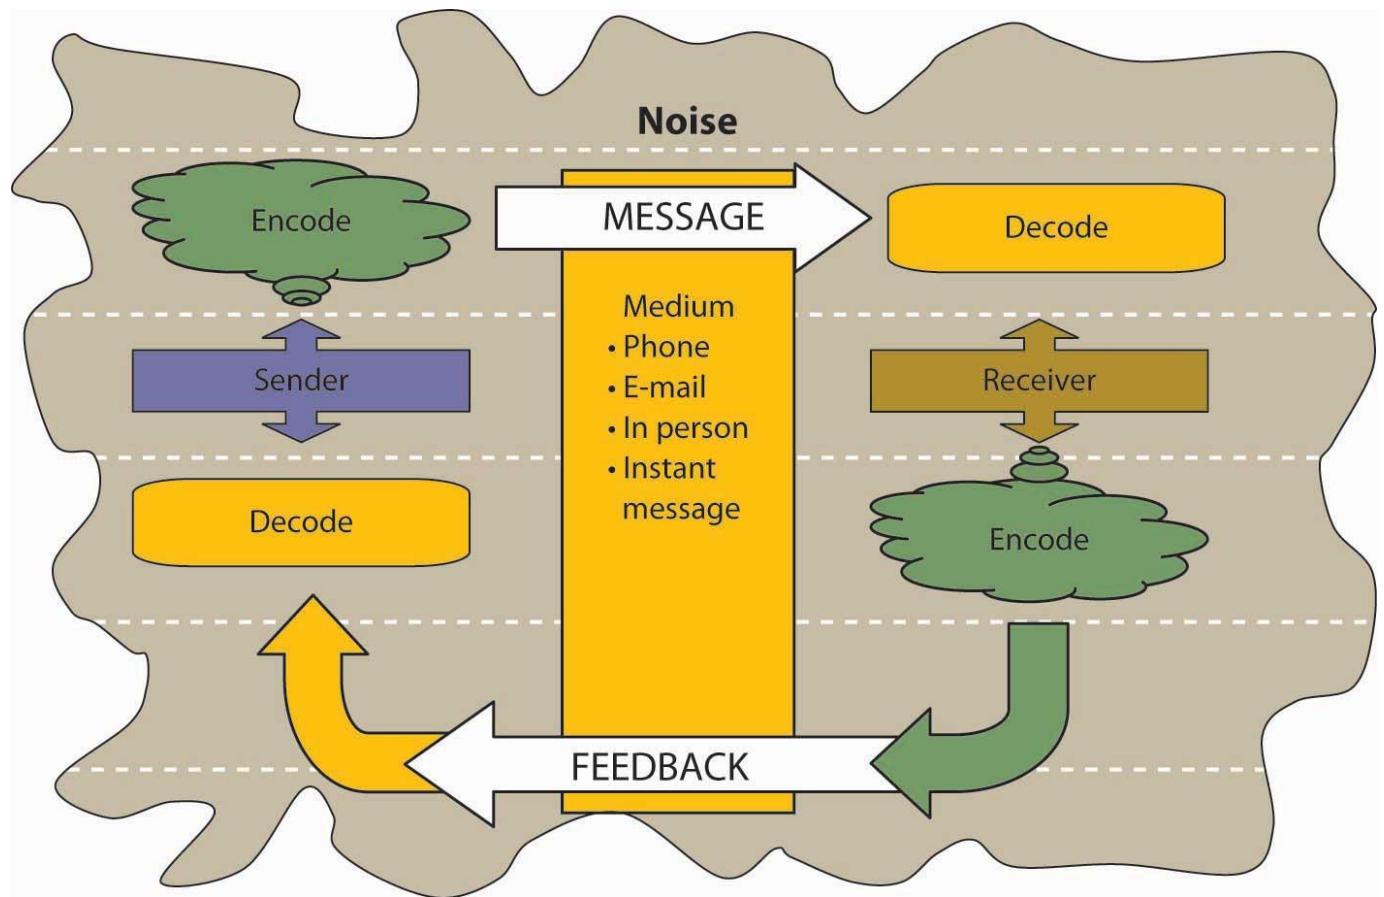 Noise
Encode
MESSAGE
Decode
Medium
• Phone
• E-mail
• In person
• Instant
message
Sender
Receiver
Decode
Encode
FEEDBACK